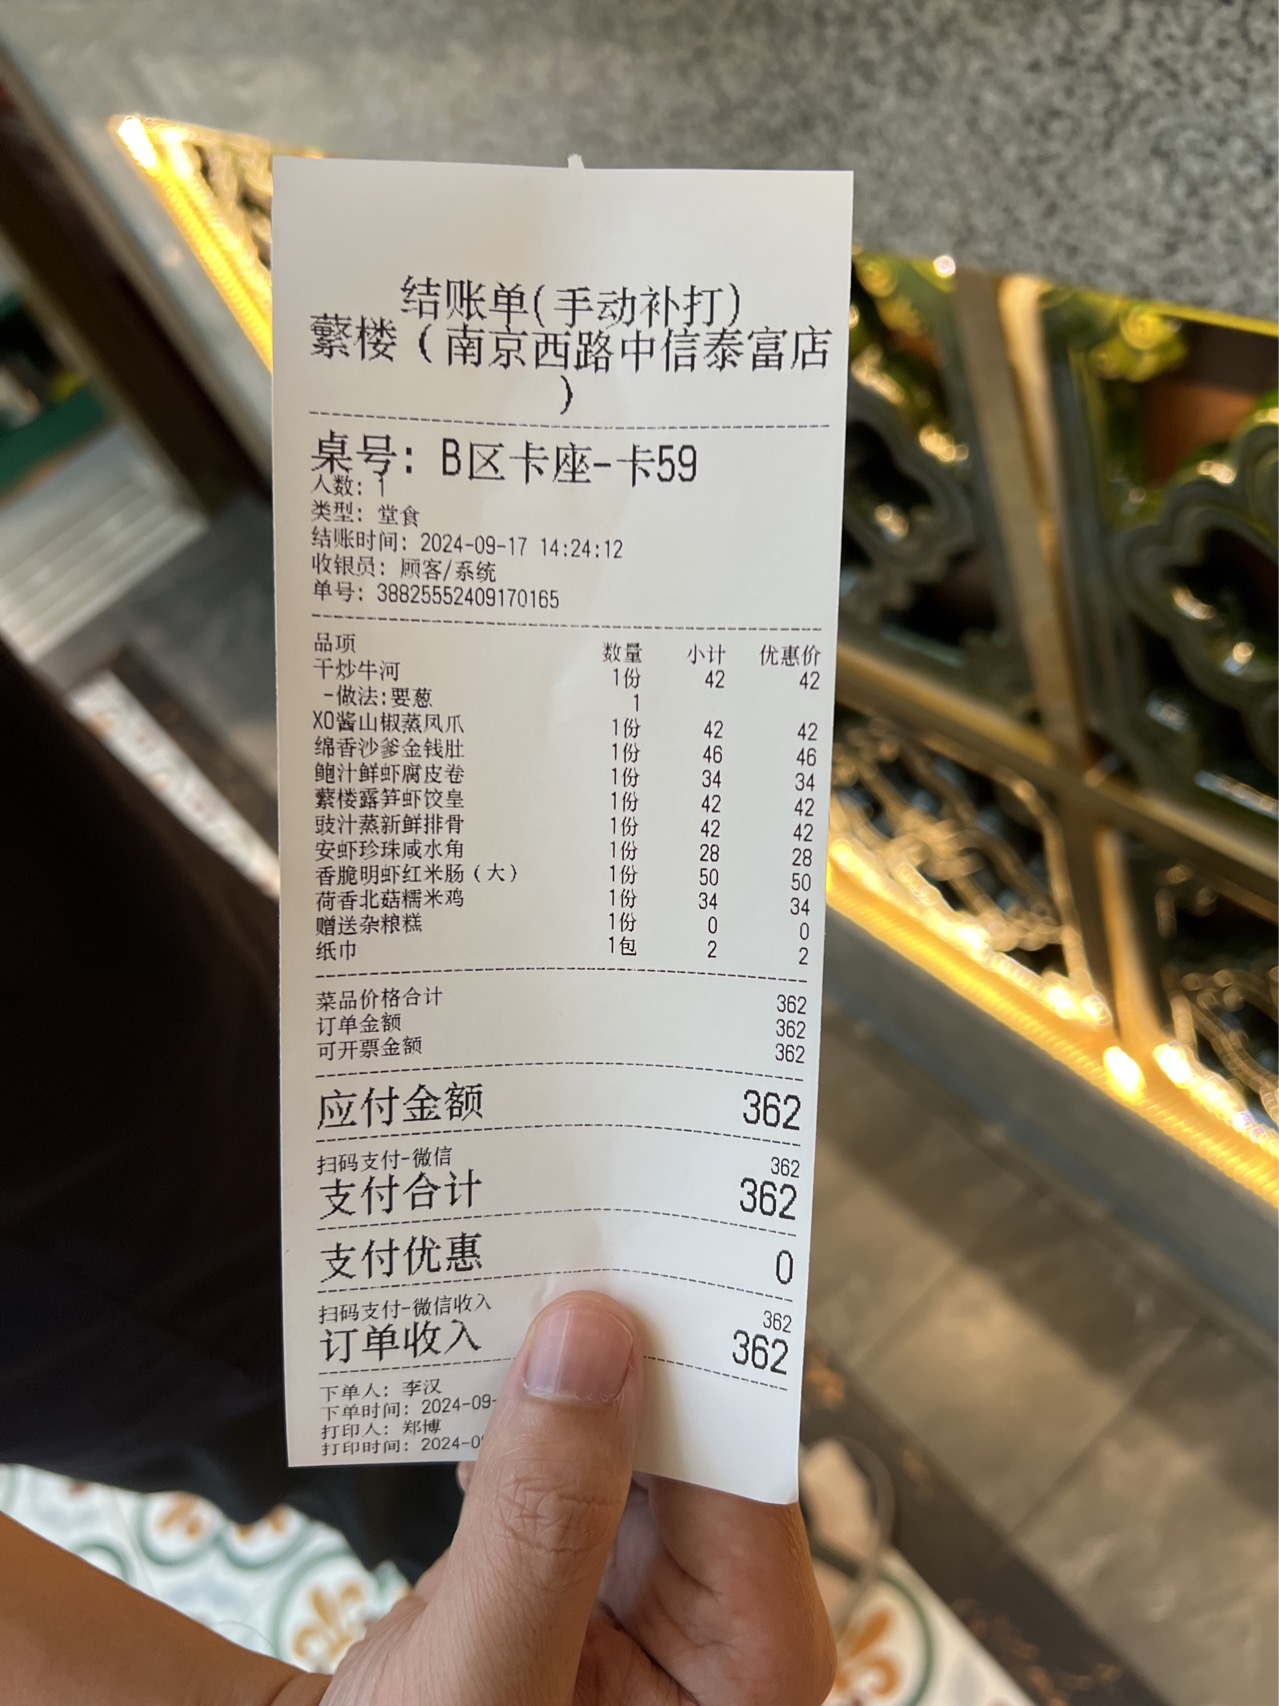 结账单(手动补打)
蘩楼（南京西路中信泰富店
）
桌号: B区卡座-卡59
人数: 1
类型: 堂食
结账时间: 2024-09-17 14:24:12
收银员: 顾客/系统
单号: 38825552409170165
品项 数量 小计 优惠价
干炒牛河 1份 42 42
-做法:要葱 1
XO酱山椒蒸凤爪 1份 42 42
绵香沙爹金钱肚 1份 46 46
鲍汁鲜虾腐皮卷 1份 34 34
蘩楼露笋虾饺皇 1份 42 42
豉汁蒸新鲜排骨 1份 42 42
安虾珍珠咸水角 1份 28 28
香脆明虾红米肠（大） 1份 50 50
荷香北菇糯米鸡 1份 34 34
赠送杂粮糕 1份 0 0
纸巾 1包 2 2
菜品价格合计 362
订单金额 362
可开票金额 362
应付金额 362
扫码支付-微信 362
支付合计 362
支付优惠 0
扫码支付-微信收入 362
订单收入 362
下单人: 李汉
下单时间: 2024-09-
打印人: 郑博
打印时间: 2024-0